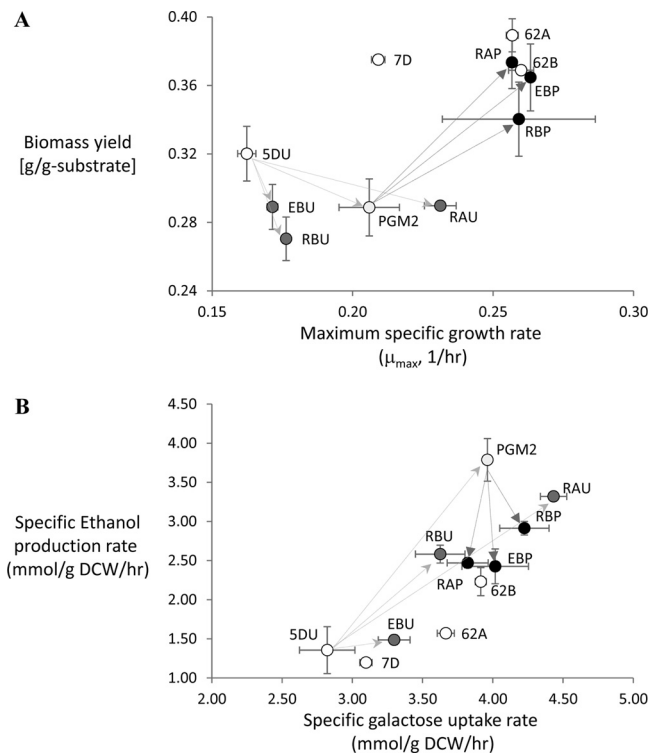 A
0.40
0.36
0.32
0.28
0.24
Biomass yield
[g/g-substrate]
62A
RAP
7D
62B
EBP
RBP
5DU
EBU
RBU
PGM2
RAU
0.15
0.20
0.25
0.30
Maximum specific growth rate
(μmax, 1/hr)
B
4.50
4.00
3.50
3.00
2.50
2.00
1.50
1.00
Specific Ethanol
production rate
(mmol/g DCW/hr)
PGM2
RAU
RBP
RBU
EBP
RAP
62B
5DU
EBU
62A
7D
2.00
2.50
3.00
3.50
4.00
4.50
5.00
Specific galactose uptake rate
(mmol/g DCW/hr)